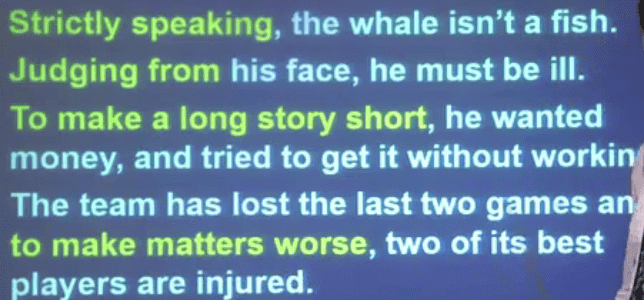 Strictly speaking, the whale isn't a fish.
Judging from his face, he must be ill.
To make a long story short, he wanted
money, and tried to get it without workin
The team has lost the last two games an
to make matters worse, two of its best
players are injured.